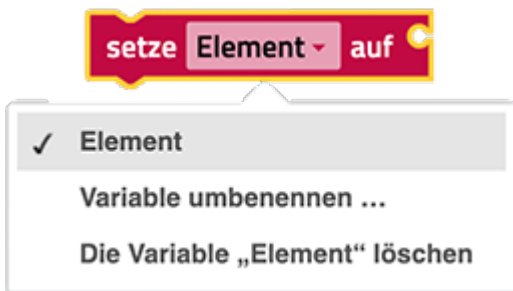 setze Element auf
Element
Variable umbenennen …
Die Variable „Element“ löschen